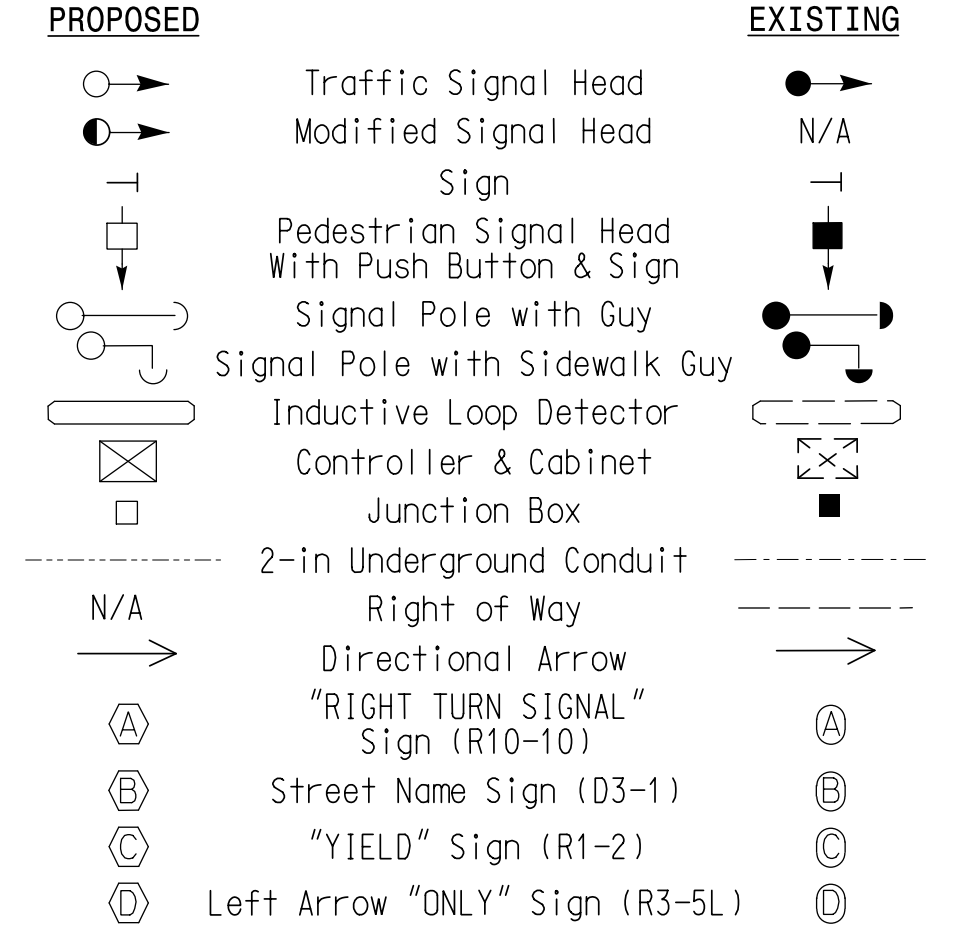 PROPOSED EXISTING
Traffic Signal Head
Modified Signal Head N/A
Sign
Pedestrian Signal Head
With Push Button & Sign
Signal Pole with Guy
Signal Pole with Sidewalk Guy
Inductive Loop Detector
Controller & Cabinet
Junction Box
2-in Underground Conduit
N/A Right of Way
Directional Arrow
"RIGHT TURN SIGNAL"
A Sign (R10-10) A
B Street Name Sign (D3-1) B
C "YIELD" Sign (R1-2) C
D Left Arrow "ONLY" Sign (R3-5L) D